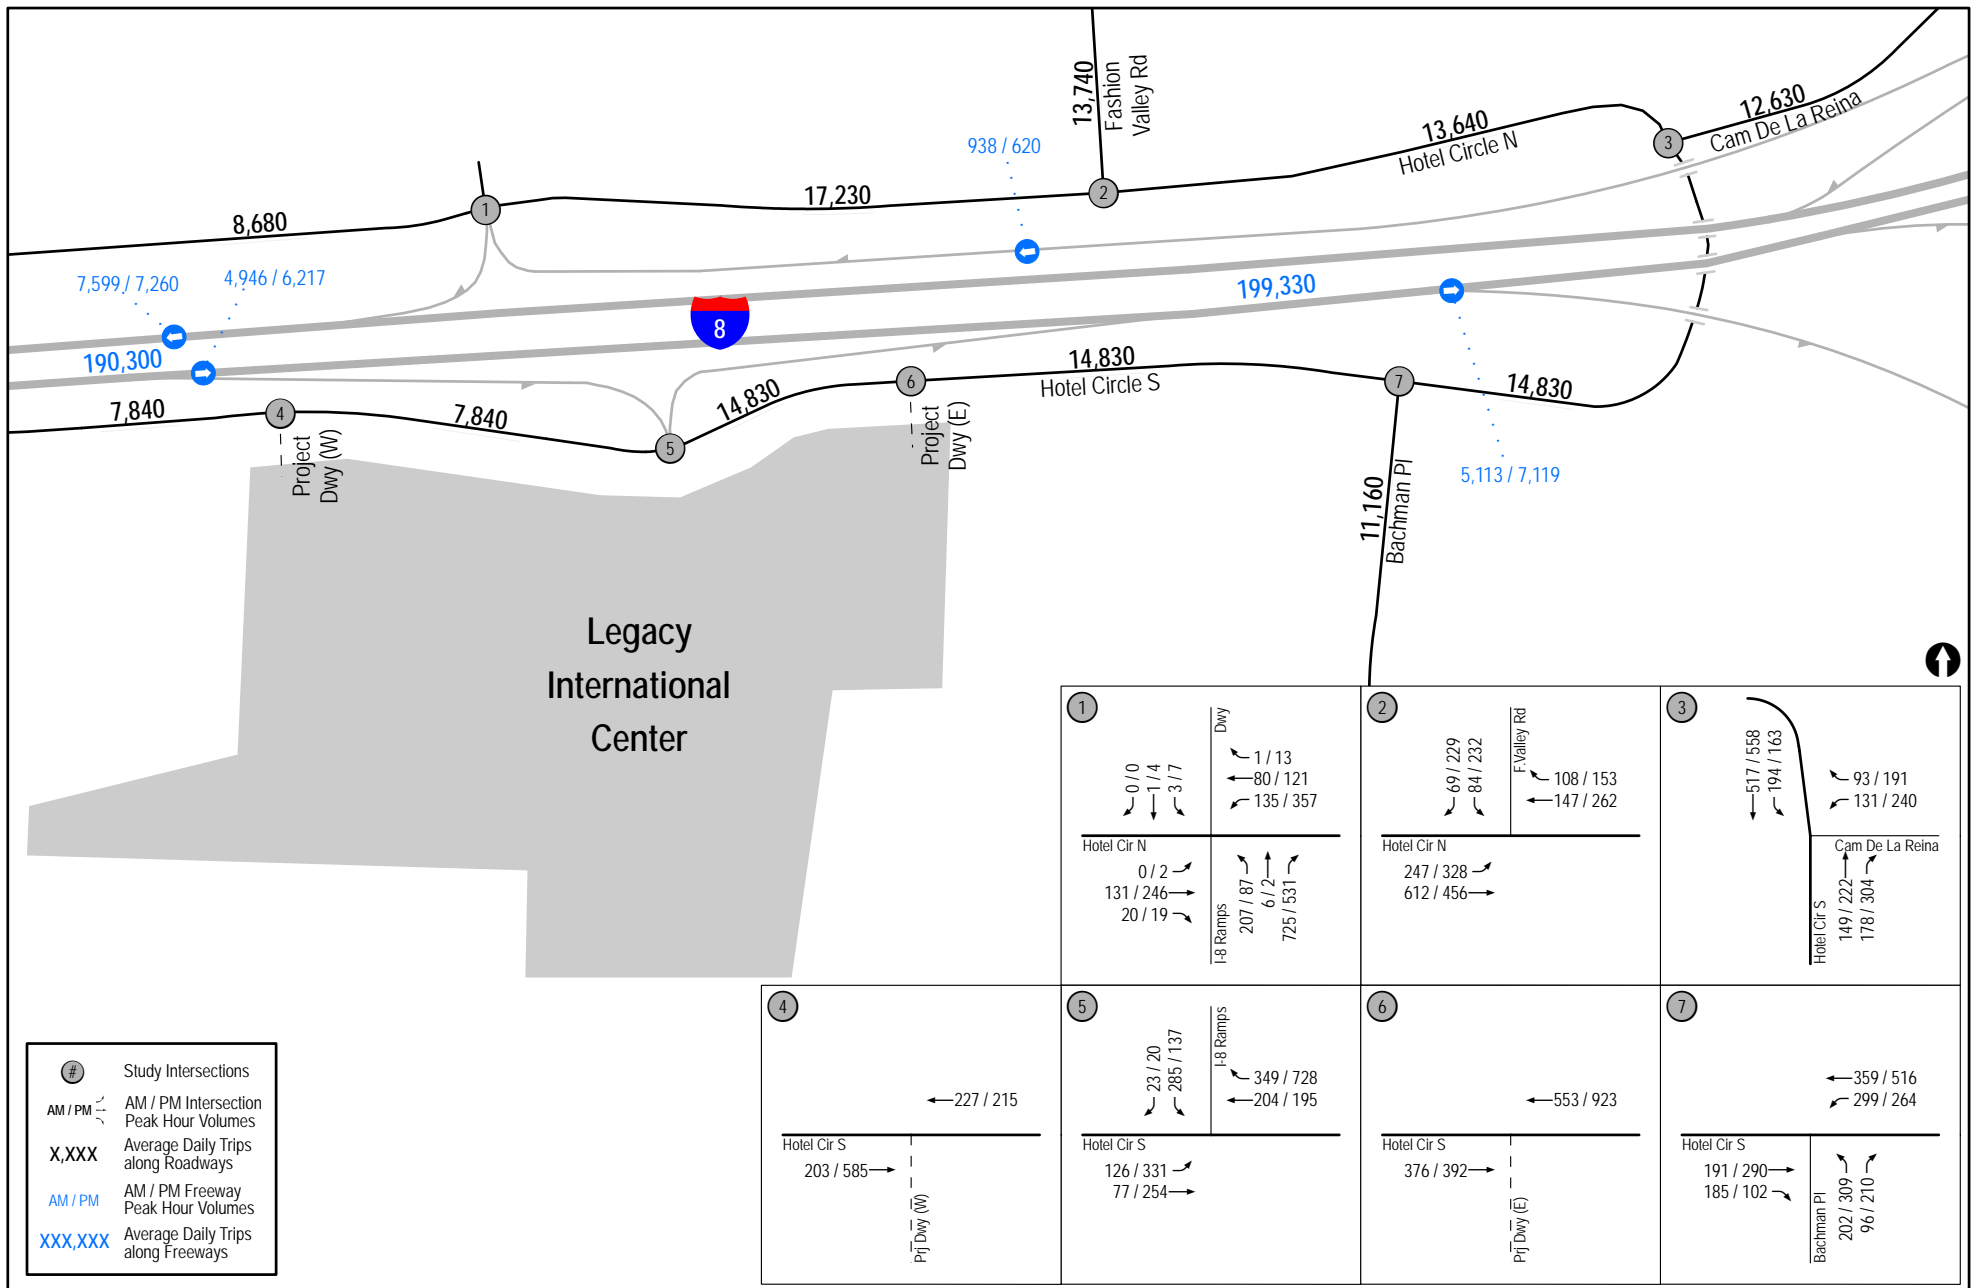 13,740
Fashion
Valley Rd
12,630
Cam De La Reina
13,640
Hotel Circle N
3
938 / 620
2
17,230
1
8,680
7,599 / 7,260
4,946 / 6,217
199,330
8
190,300
14,830
Hotel Circle S
6
7
14,830
14,830
7,840
4
7,840
5
Project
Dwy (W)
Project
Dwy (E)
5,113 / 7,119
11,160
Bachman Pl
Legacy
International
Center
1
Dwy
0 / 0
1 / 4
3 / 7
1 / 13
80 / 121
135 / 357
Hotel Cir N
0 / 2
131 / 246
20 / 19
I-8 Ramps
207 / 87
6 / 2
725 / 531
2
F.Valley Rd
69 / 229
84 / 232
108 / 153
147 / 262
Hotel Cir N
247 / 328
612 / 456
3
517 / 558
194 / 163
93 / 191
131 / 240
Cam De La Reina
Hotel Cir S
149 / 222
178 / 304
4
227 / 215
Hotel Cir S
203 / 585
Prj Dwy (W)
5
I-8 Ramps
23 / 20
285 / 137
349 / 728
204 / 195
Hotel Cir S
126 / 331
77 / 254
6
553 / 923
Hotel Cir S
376 / 392
Prj Dwy (E)
7
359 / 516
299 / 264
Hotel Cir S
191 / 290
185 / 102
Bachman Pl
202 / 309
96 / 210
# Study Intersections
AM / PM AM / PM Intersection
Peak Hour Volumes
X,XXX Average Daily Trips
along Roadways
AM / PM AM / PM Freeway
Peak Hour Volumes
XXX,XXX Average Daily Trips
along Freeways